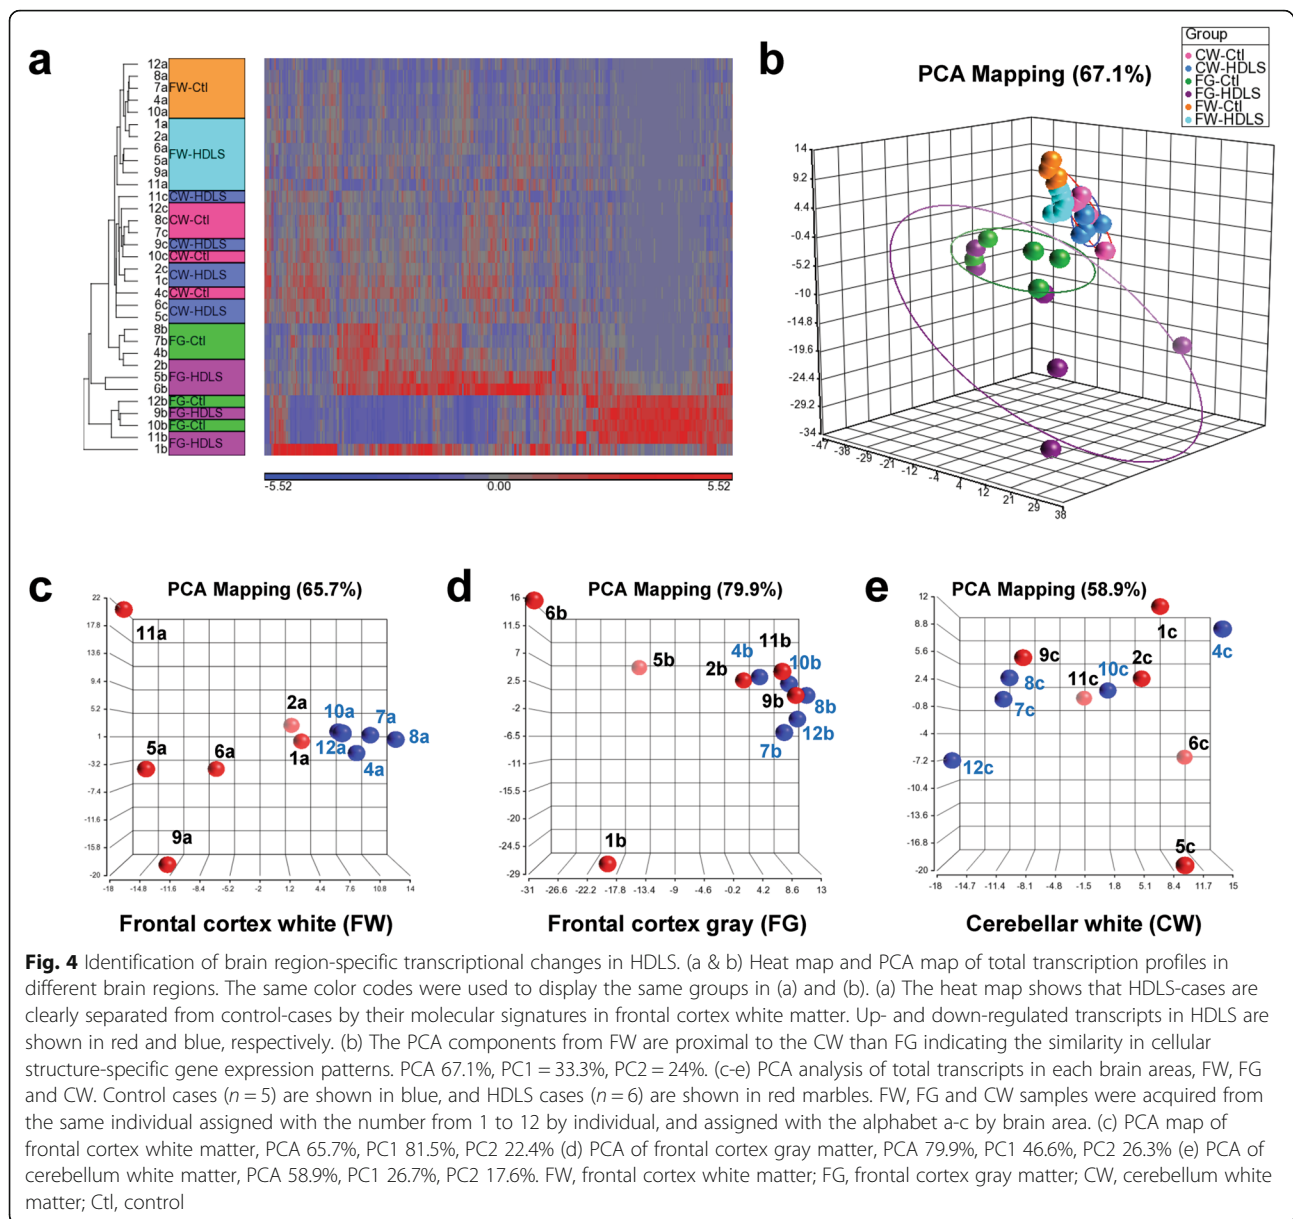 a
12a
8a
7a
4a
10a
1a
2a
6a
5a
9a
11a
11c
12c
8c
7c
9c
10c
2c
1c
4c
6c
5c
8b
7b
4b
2b
5b
6b
12b
9b
10b
11b
1b
FW-Ctl
FW-HDLS
CW-HDLS
CW-Ctl
CW-HDLS
CW-Ctl
CW-HDLS
CW-Ctl
CW-HDLS
FG-Ctl
FG-HDLS
FG-Ctl
FG-HDLS
FG-Ctl
FG-HDLS
-5.52 0.00 5.52
b
PCA Mapping (67.1%)
Group
CW-Ctl
CW-HDLS
FG-Ctl
FG-HDLS
FW-Ctl
FW-HDLS
14
9.2
4.4
-0.4
-5.2
-10
-14.8
-19.6
-24.4
-29.2
-34
-47 -38 -29 -21 -12 -4 4 12 21 29 38
c
PCA Mapping (65.7%)
22
17.8
13.6
9.4
5.2
1
-3.2
-7.4
-11.6
-15.8
-20
-18 -14.8 -11.6 -8.4 -5.2 -2 1.2 4.4 7.6 10.8 14
11a
2a
10a
7a
8a
12a
1a
4a
5a
6a
9a
Frontal cortex white (FW)
d
PCA Mapping (79.9%)
16
11.5
7
2.5
-2
-6.5
-11
-15.5
-20
-24.5
-29
-31 -26.6 -22.2 -17.8 -13.4 -9 -4.6 -0.2 4.2 8.6 13
6b
5b
2b
4b
11b
10b
9b
8b
12b
7b
1b
Frontal cortex gray (FG)
e
PCA Mapping (58.9%)
12
8.8
5.6
2.4
-0.8
-4
-7.2
-10.4
-13.6
-16.8
-20
-18 -14.7 -11.4 -8.1 -4.8 -1.5 1.8 5.1 8.4 11.7 15
1c
4c
9c
2c
10c
11c
8c
7c
6c
12c
5c
Cerebellar white (CW)
Fig. 4 Identification of brain region-specific transcriptional changes in HDLS. (a & b) Heat map and PCA map of total transcription profiles in
different brain regions. The same color codes were used to display the same groups in (a) and (b). (a) The heat map shows that HDLS-cases are
clearly separated from control-cases by their molecular signatures in frontal cortex white matter. Up- and down-regulated transcripts in HDLS are
shown in red and blue, respectively. (b) The PCA components from FW are proximal to the CW than FG indicating the similarity in cellular
structure-specific gene expression patterns. PCA 67.1%, PC1 = 33.3%, PC2 = 24%. (c-e) PCA analysis of total transcripts in each brain areas, FW, FG
and CW. Control cases (n = 5) are shown in blue, and HDLS cases (n = 6) are shown in red marbles. FW, FG and CW samples were acquired from
the same individual assigned with the number from 1 to 12 by individual, and assigned with the alphabet a-c by brain area. (c) PCA map of
frontal cortex white matter, PCA 65.7%, PC1 81.5%, PC2 22.4% (d) PCA of frontal cortex gray matter, PCA 79.9%, PC1 46.6%, PC2 26.3% (e) PCA of
cerebellum white matter, PCA 58.9%, PC1 26.7%, PC2 17.6%. FW, frontal cortex white matter; FG, frontal cortex gray matter; CW, cerebellum white
matter; Ctl, control